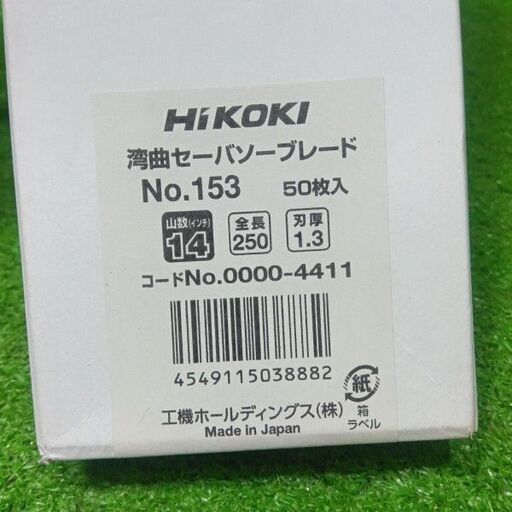 HiKOKI
湾曲セーバソーブレード
No.153 50枚入
山数(インチ) 14 全長 250 刃厚 1.3
コードNo.0000-4411
4549115038882
工機ホールディングス(株)
Made in Japan
紙
箱
ラベル